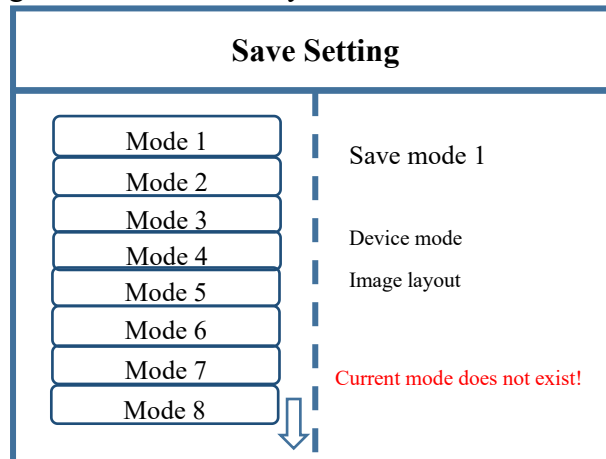 Save Setting
Mode 1
Mode 2
Mode 3
Mode 4
Mode 5
Mode 6
Mode 7
Mode 8
Save mode 1
Device mode
Image layout
Current mode does not exist!